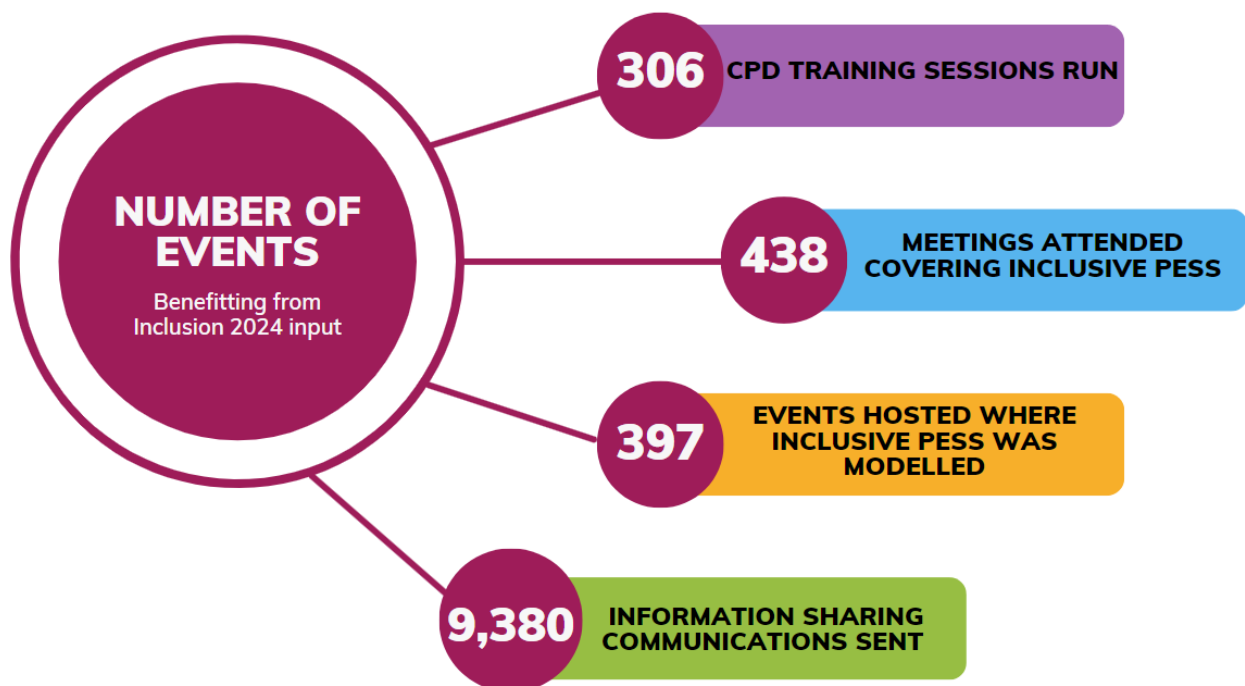 NUMBER OF
EVENTS
Benefitting from
Inclusion 2024 input
306
CPD TRAINING SESSIONS RUN
438
MEETINGS ATTENDED
COVERING INCLUSIVE PESS
397
EVENTS HOSTED WHERE
INCLUSIVE PESS WAS
MODELLED
9,380
INFORMATION SHARING
COMMUNICATIONS SENT